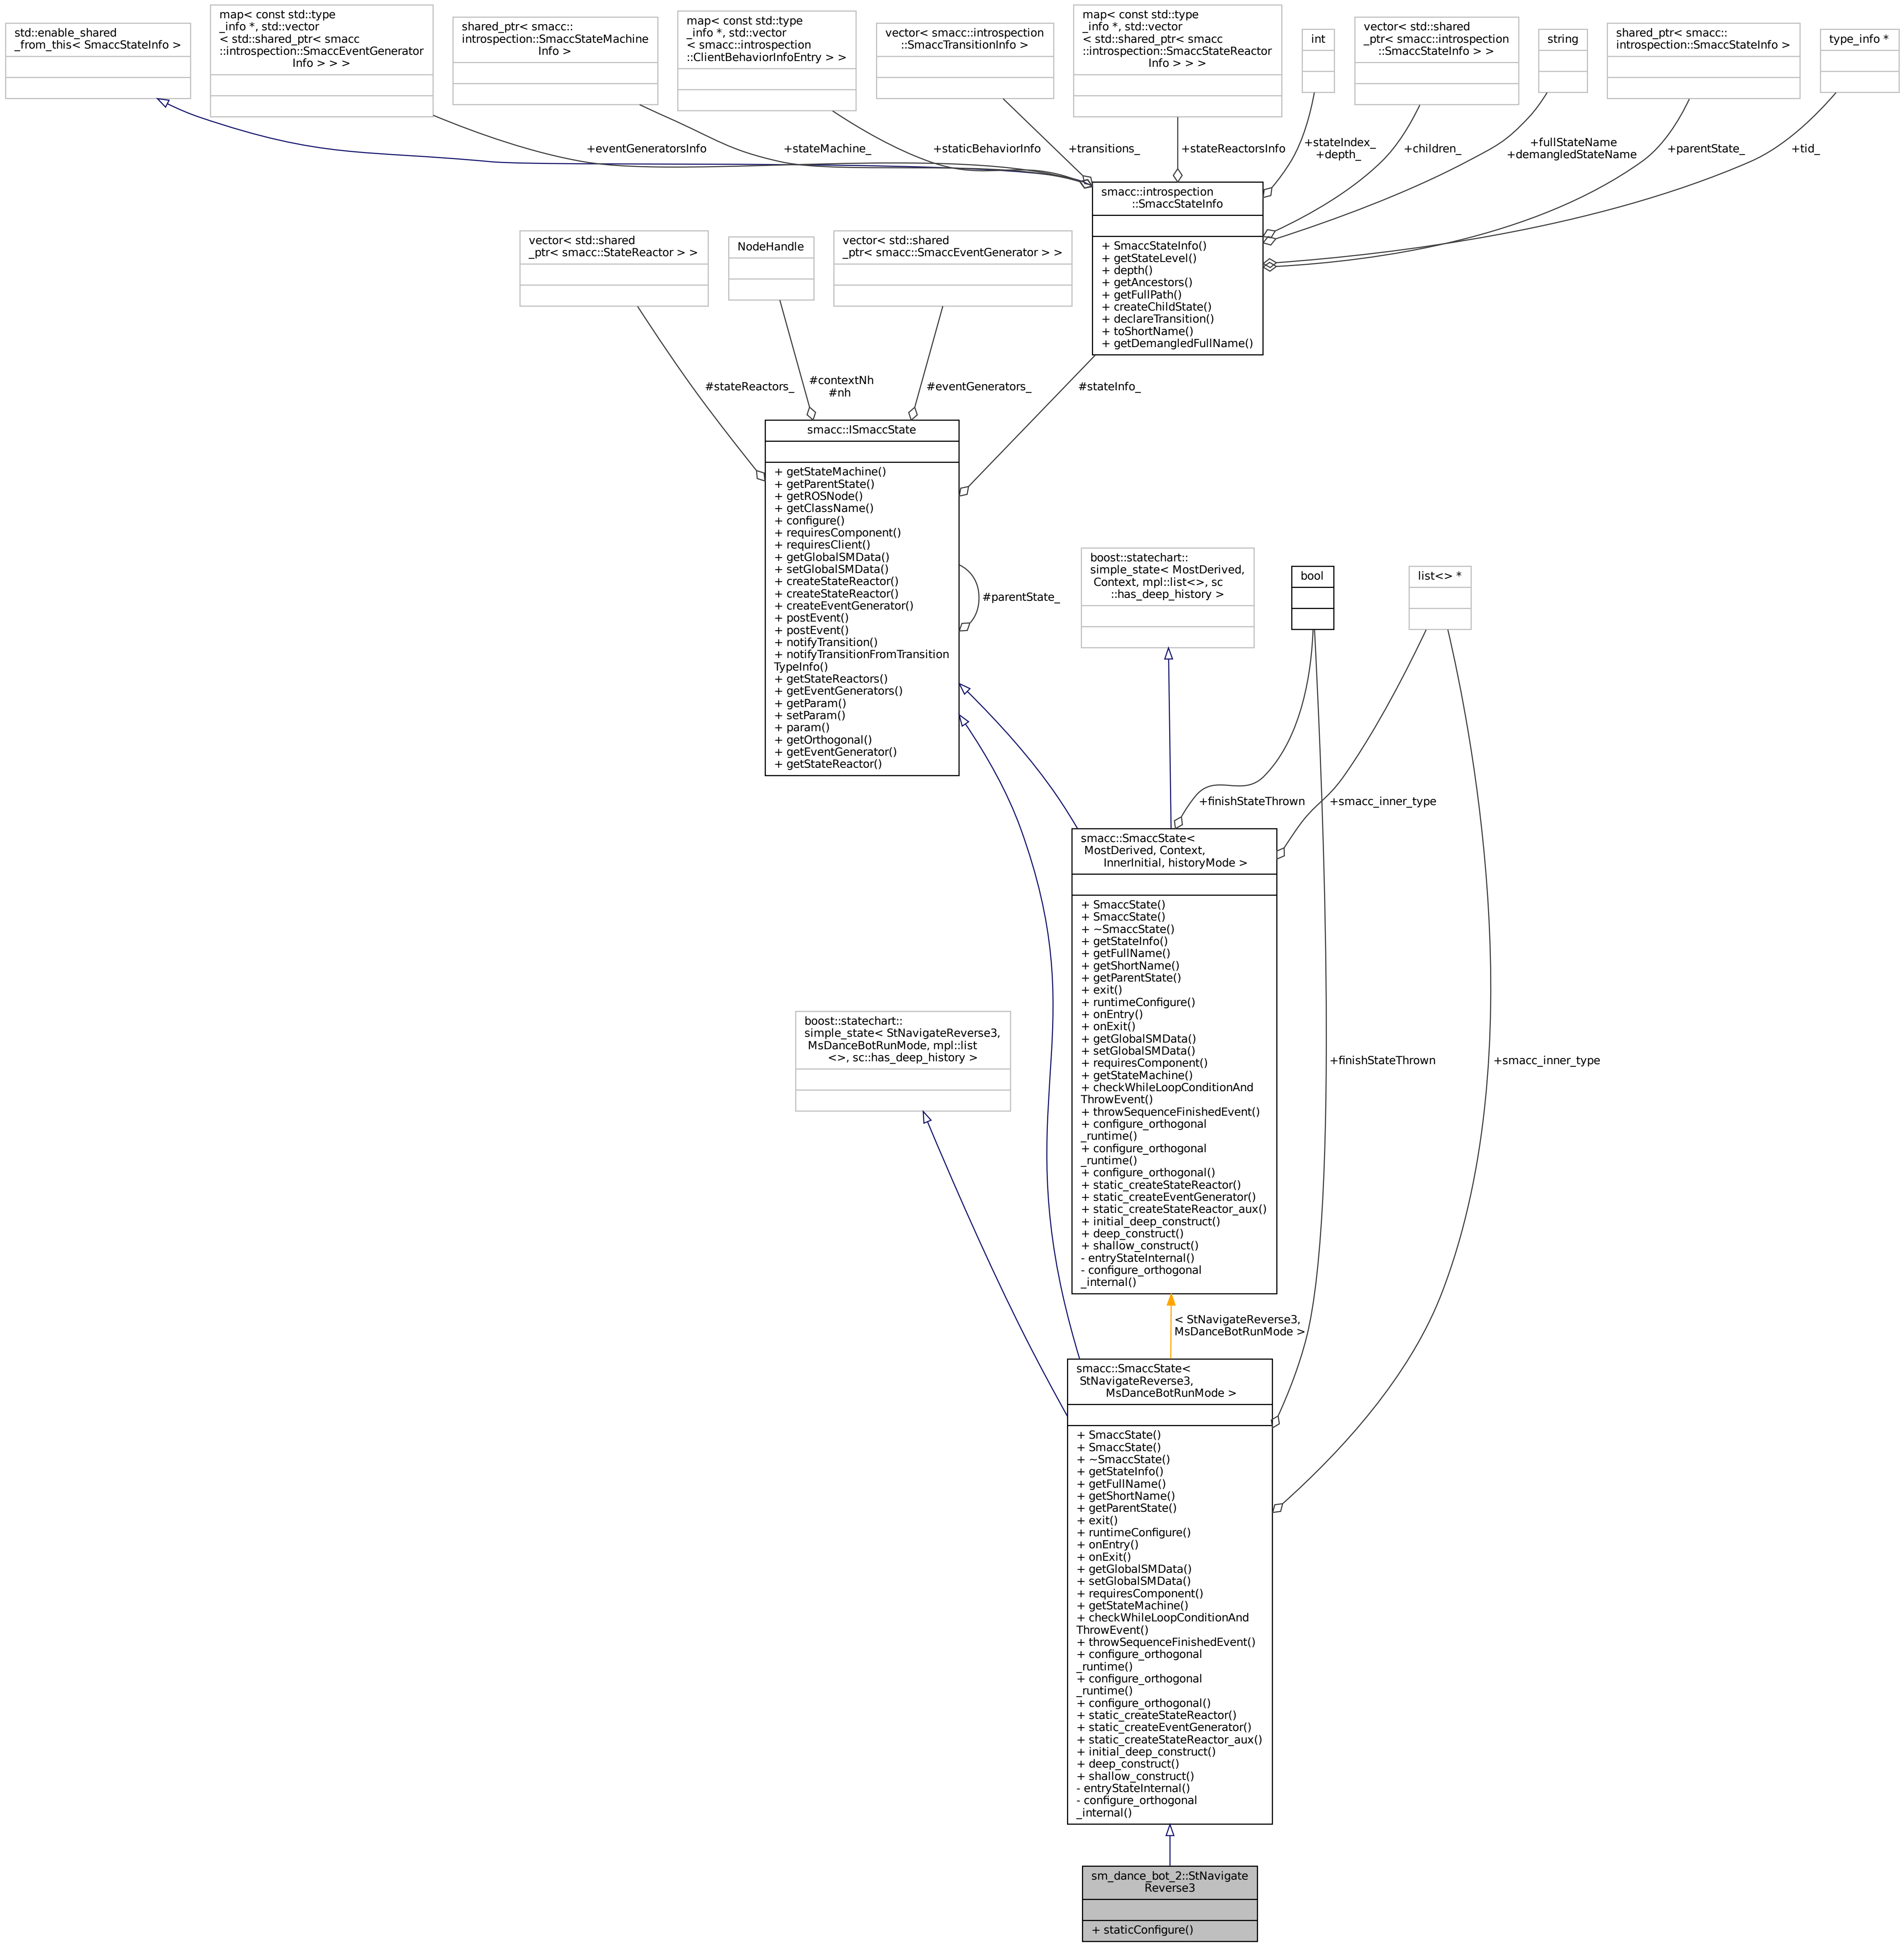 std::enable_shared
_from_this< SmaccStateInfo >
map< const std::type
_info *, std::vector
< std::shared_ptr< smacc
::introspection::SmaccEventGenerator
Info > > >
shared_ptr< smacc::
introspection::SmaccStateMachine
Info >
map< const std::type
_info *, std::vector
< smacc::introspection
::ClientBehaviorInfoEntry > >
vector< smacc::introspection
::SmaccTransitionInfo >
map< const std::type
_info *, std::vector
< std::shared_ptr< smacc
::introspection::SmaccStateReactor
Info > > >
int
vector< std::shared
_ptr< smacc::introspection
::SmaccStateInfo > >
string
shared_ptr< smacc::
introspection::SmaccStateInfo >
type_info *
+eventGeneratorsInfo
+stateMachine_
+staticBehaviorInfo
+transitions_
+stateReactorsInfo
+stateIndex_
+depth_
+children_
+fullStateName
+demangledStateName
+parentState_
+tid_
smacc::introspection
::SmaccStateInfo
+ SmaccStateInfo()
+ getStateLevel()
+ depth()
+ getAncestors()
+ getFullPath()
+ createChildState()
+ declareTransition()
+ toShortName()
+ getDemangledFullName()
vector< std::shared
_ptr< smacc::StateReactor > >
NodeHandle
vector< std::shared
_ptr< smacc::SmaccEventGenerator > >
#stateReactors_
#contextNh
#nh
#eventGenerators_
#stateInfo_
smacc::ISmaccState
+ getStateMachine()
+ getParentState()
+ getROSNode()
+ getClassName()
+ configure()
+ requiresComponent()
+ requiresClient()
+ getGlobalSMData()
+ setGlobalSMData()
+ createStateReactor()
+ createStateReactor()
+ createEventGenerator()
+ postEvent()
+ postEvent()
+ notifyTransition()
+ notifyTransitionFromTransition
TypeInfo()
+ getStateReactors()
+ getEventGenerators()
+ getParam()
+ setParam()
+ param()
+ getOrthogonal()
+ getEventGenerator()
+ getStateReactor()
#parentState_
boost::statechart::
simple_state< MostDerived,
Context, mpl::list<>, sc
::has_deep_history >
bool
list<> *
+finishStateThrown
+smacc_inner_type
smacc::SmaccState<
MostDerived, Context,
InnerInitial, historyMode >
+ SmaccState()
+ SmaccState()
+ ~SmaccState()
+ getStateInfo()
+ getFullName()
+ getShortName()
+ getParentState()
+ exit()
+ runtimeConfigure()
+ onEntry()
+ onExit()
+ getGlobalSMData()
+ setGlobalSMData()
+ requiresComponent()
+ getStateMachine()
+ checkWhileLoopConditionAnd
ThrowEvent()
+ throwSequenceFinishedEvent()
+ configure_orthogonal
_runtime()
+ configure_orthogonal
_runtime()
+ configure_orthogonal()
+ static_createStateReactor()
+ static_createEventGenerator()
+ static_createStateReactor_aux()
+ initial_deep_construct()
+ deep_construct()
+ shallow_construct()
- entryStateInternal()
- configure_orthogonal
_internal()
boost::statechart::
simple_state< StNavigateReverse3,
MsDanceBotRunMode, mpl::list
<>, sc::has_deep_history >
+finishStateThrown
+smacc_inner_type
< StNavigateReverse3,
MsDanceBotRunMode >
smacc::SmaccState<
StNavigateReverse3,
MsDanceBotRunMode >
+ SmaccState()
+ SmaccState()
+ ~SmaccState()
+ getStateInfo()
+ getFullName()
+ getShortName()
+ getParentState()
+ exit()
+ runtimeConfigure()
+ onEntry()
+ onExit()
+ getGlobalSMData()
+ setGlobalSMData()
+ requiresComponent()
+ getStateMachine()
+ checkWhileLoopConditionAnd
ThrowEvent()
+ throwSequenceFinishedEvent()
+ configure_orthogonal
_runtime()
+ configure_orthogonal
_runtime()
+ configure_orthogonal()
+ static_createStateReactor()
+ static_createEventGenerator()
+ static_createStateReactor_aux()
+ initial_deep_construct()
+ deep_construct()
+ shallow_construct()
- entryStateInternal()
- configure_orthogonal
_internal()
sm_dance_bot_2::StNavigate
Reverse3
+ staticConfigure()